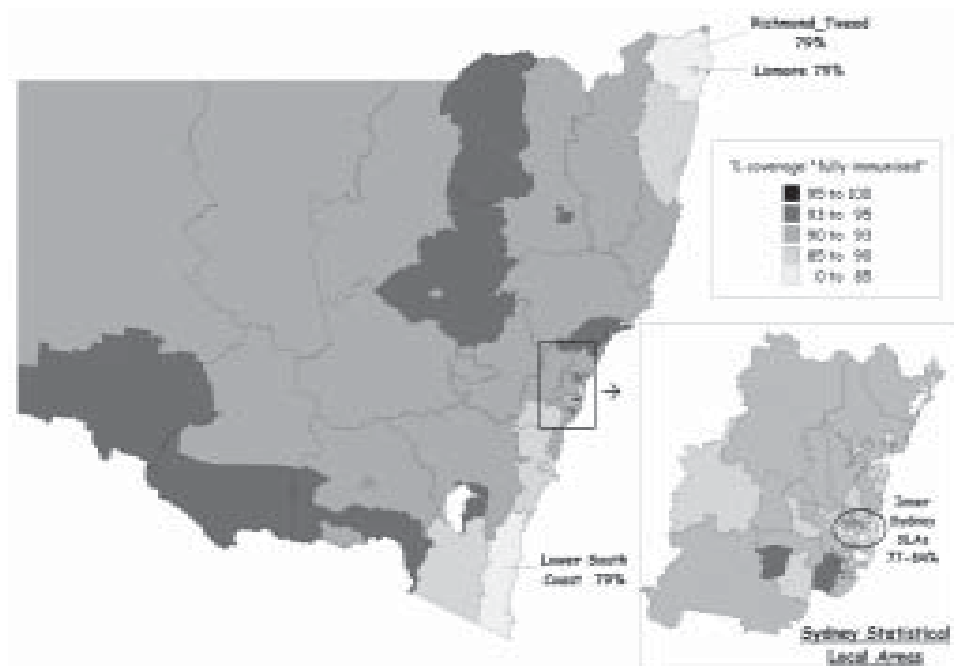 Richmond_Tweed
79%
Lismore 79%
% coverage "fully immunised"
95 to 100
93 to 95
90 to 93
85 to 90
0 to 85
Inner
Sydney
SLAs
77-84%
Lower South
Coast 79%
Sydney Statistical
Local Areas